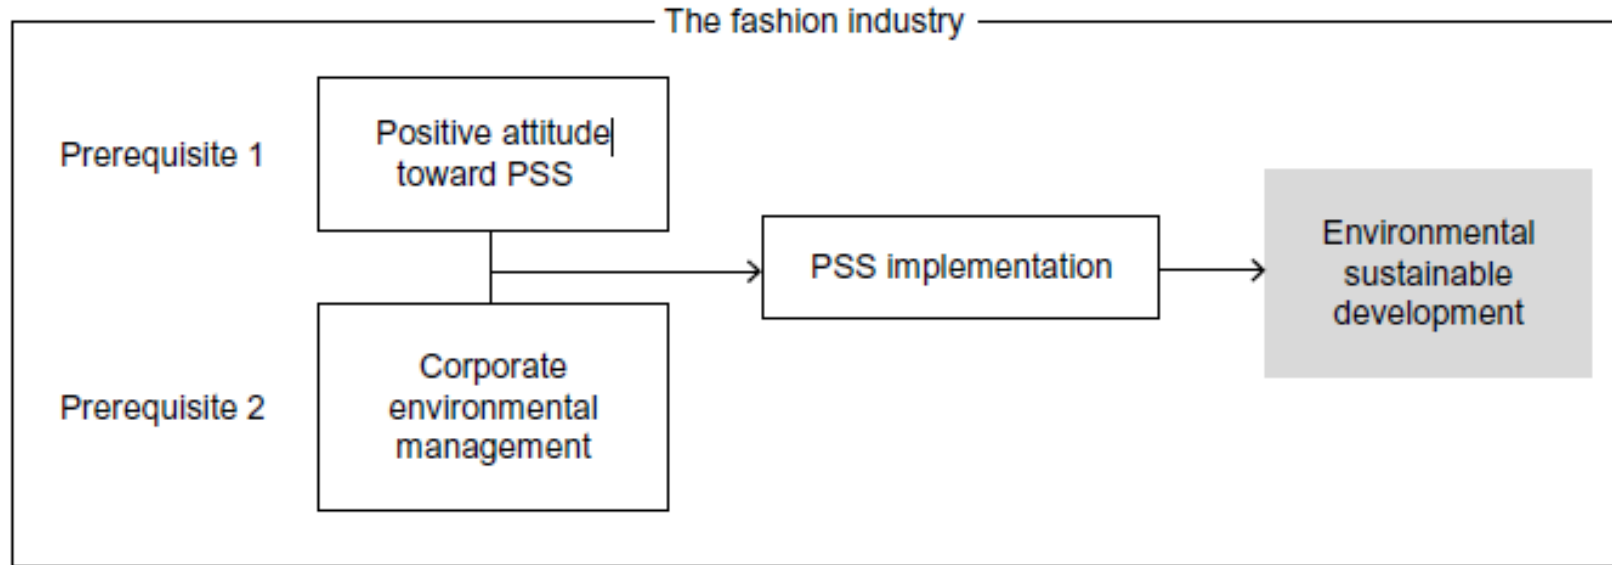 The fashion industry
Prerequisite 1
Positive attitude
toward PSS
PSS implementation
Environmental
sustainable
development
Prerequisite 2
Corporate
environmental
management